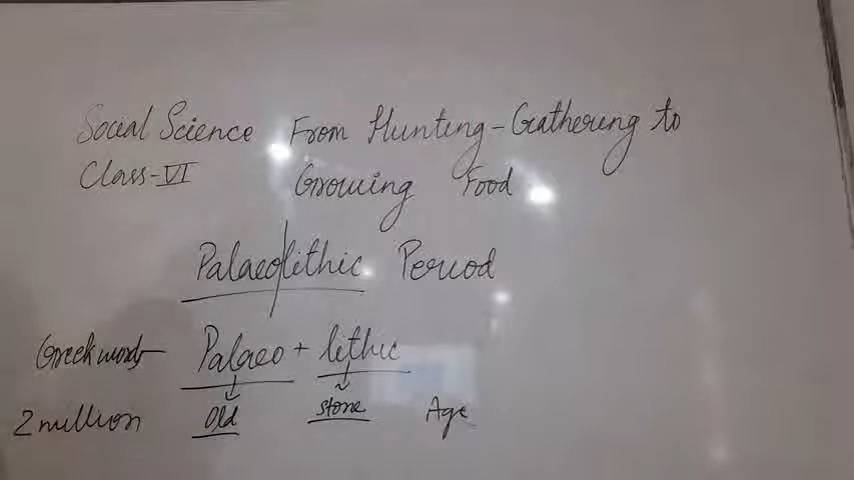 Social Science From Hunting-Gathering to
Class-VI Growing Food
Palaeolithic Period
Greek words Palaeo + lithic
2 million Old stone Age